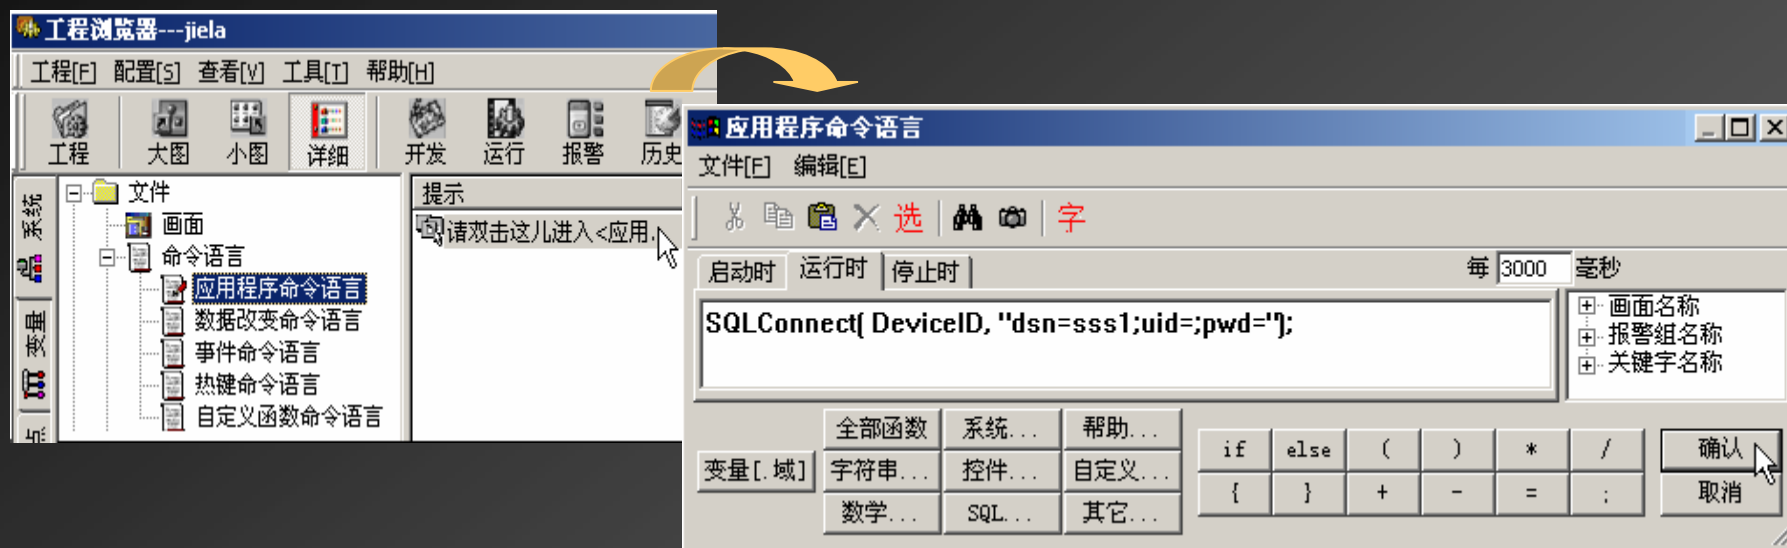 工程浏览器---jiela
工程[F] 配置[S] 查看[V] 工具[T] 帮助[H]
工程 大图 小图 详细 开发 运行 报警 历史
系统
变量
文件
画面
命令语言
应用程序命令语言
数据改变命令语言
事件命令语言
热键命令语言
自定义函数命令语言
提示
请双击这儿进入<应用.
应用程序命令语言
文件[F] 编辑[E]
选 字
启动时 运行时 停止时 每 3000 毫秒
SQLConnect( DeviceID, "dsn=sss1;uid=;pwd=");
画面名称
报警组名称
关键字名称
变量[.域]
全部函数 系统... 帮助...
字符串... 控件... 自定义...
数学... SQL... 其它...
if else ( ) * /
{ } + - = ;
确认
取消